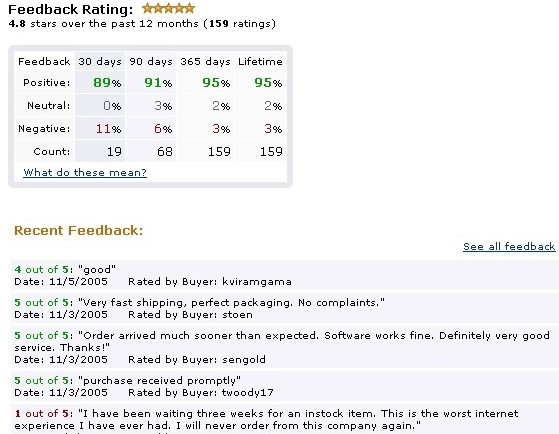 Feedback Rating:
4.8 stars over the past 12 months (159 ratings)
Feedback 30 days 90 days 365 days Lifetime
Positive: 89% 91% 95% 95%
Neutral: 0% 3% 2% 2%
Negative: 11% 6% 3% 3%
Count: 19 68 159 159
What do these mean?
Recent Feedback:
See all feedback
4 out of 5: "good"
Date: 11/5/2005 Rated by Buyer: kviramgama
5 out of 5: "Very fast shipping, perfect packaging. No complaints."
Date: 11/3/2005 Rated by Buyer: stoen
5 out of 5: "Order arrived much sooner than expected. Software works fine. Definitely very good
service. Thanks!"
Date: 11/3/2005 Rated by Buyer: sengold
5 out of 5: "purchase received promptly"
Date: 11/3/2005 Rated by Buyer: twoody17
1 out of 5: "I have been waiting three weeks for an instock item. This is the worst internet
experience I have ever had. I will never order from this company again."